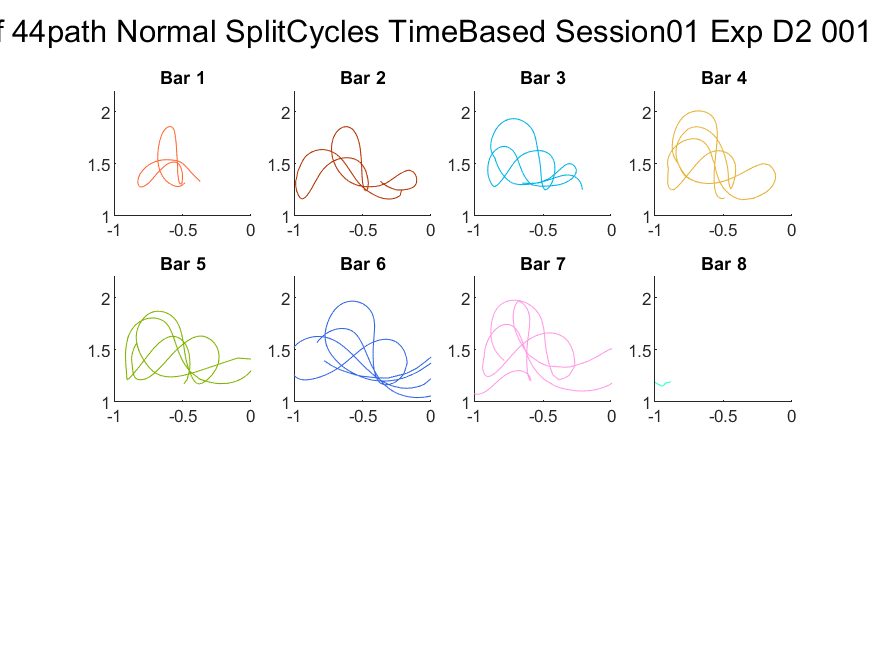 f 44path Normal SplitCycles TimeBased Session01 Exp D2 001
Bar 1 Bar 2 Bar 3 Bar 4
2 2 2 2
1.5 1.5 1.5 1.5
1 1 1 1
-1 -0.5 0 -1 -0.5 0 -1 -0.5 0 -1 -0.5 0
Bar 5 Bar 6 Bar 7 Bar 8
2 2 2 2
1.5 1.5 1.5 1.5
1 1 1 1
-1 -0.5 0 -1 -0.5 0 -1 -0.5 0 -1 -0.5 0